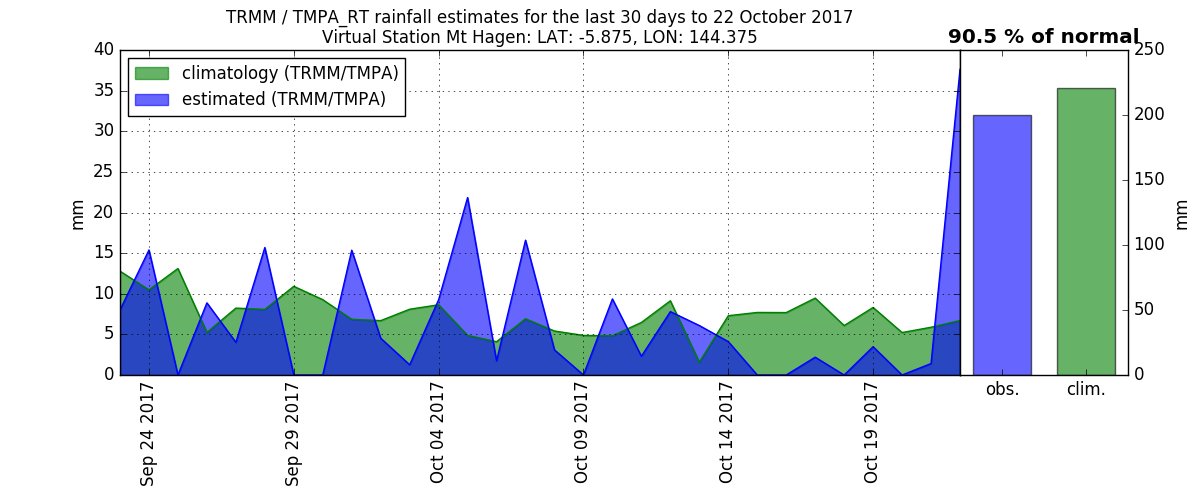 TRMM / TMPA_RT rainfall estimates for the last 30 days to 22 October 2017
Virtual Station Mt Hagen: LAT: -5.875, LON: 144.375
90.5 % of normal
climatology (TRMM/TMPA)
estimated (TRMM/TMPA)
mm
40
35
30
25
20
15
10
5
0
Sep 24 2017
Sep 29 2017
Oct 04 2017
Oct 09 2017
Oct 14 2017
Oct 19 2017
obs.
clim.
250
200
150
100
50
0
mm